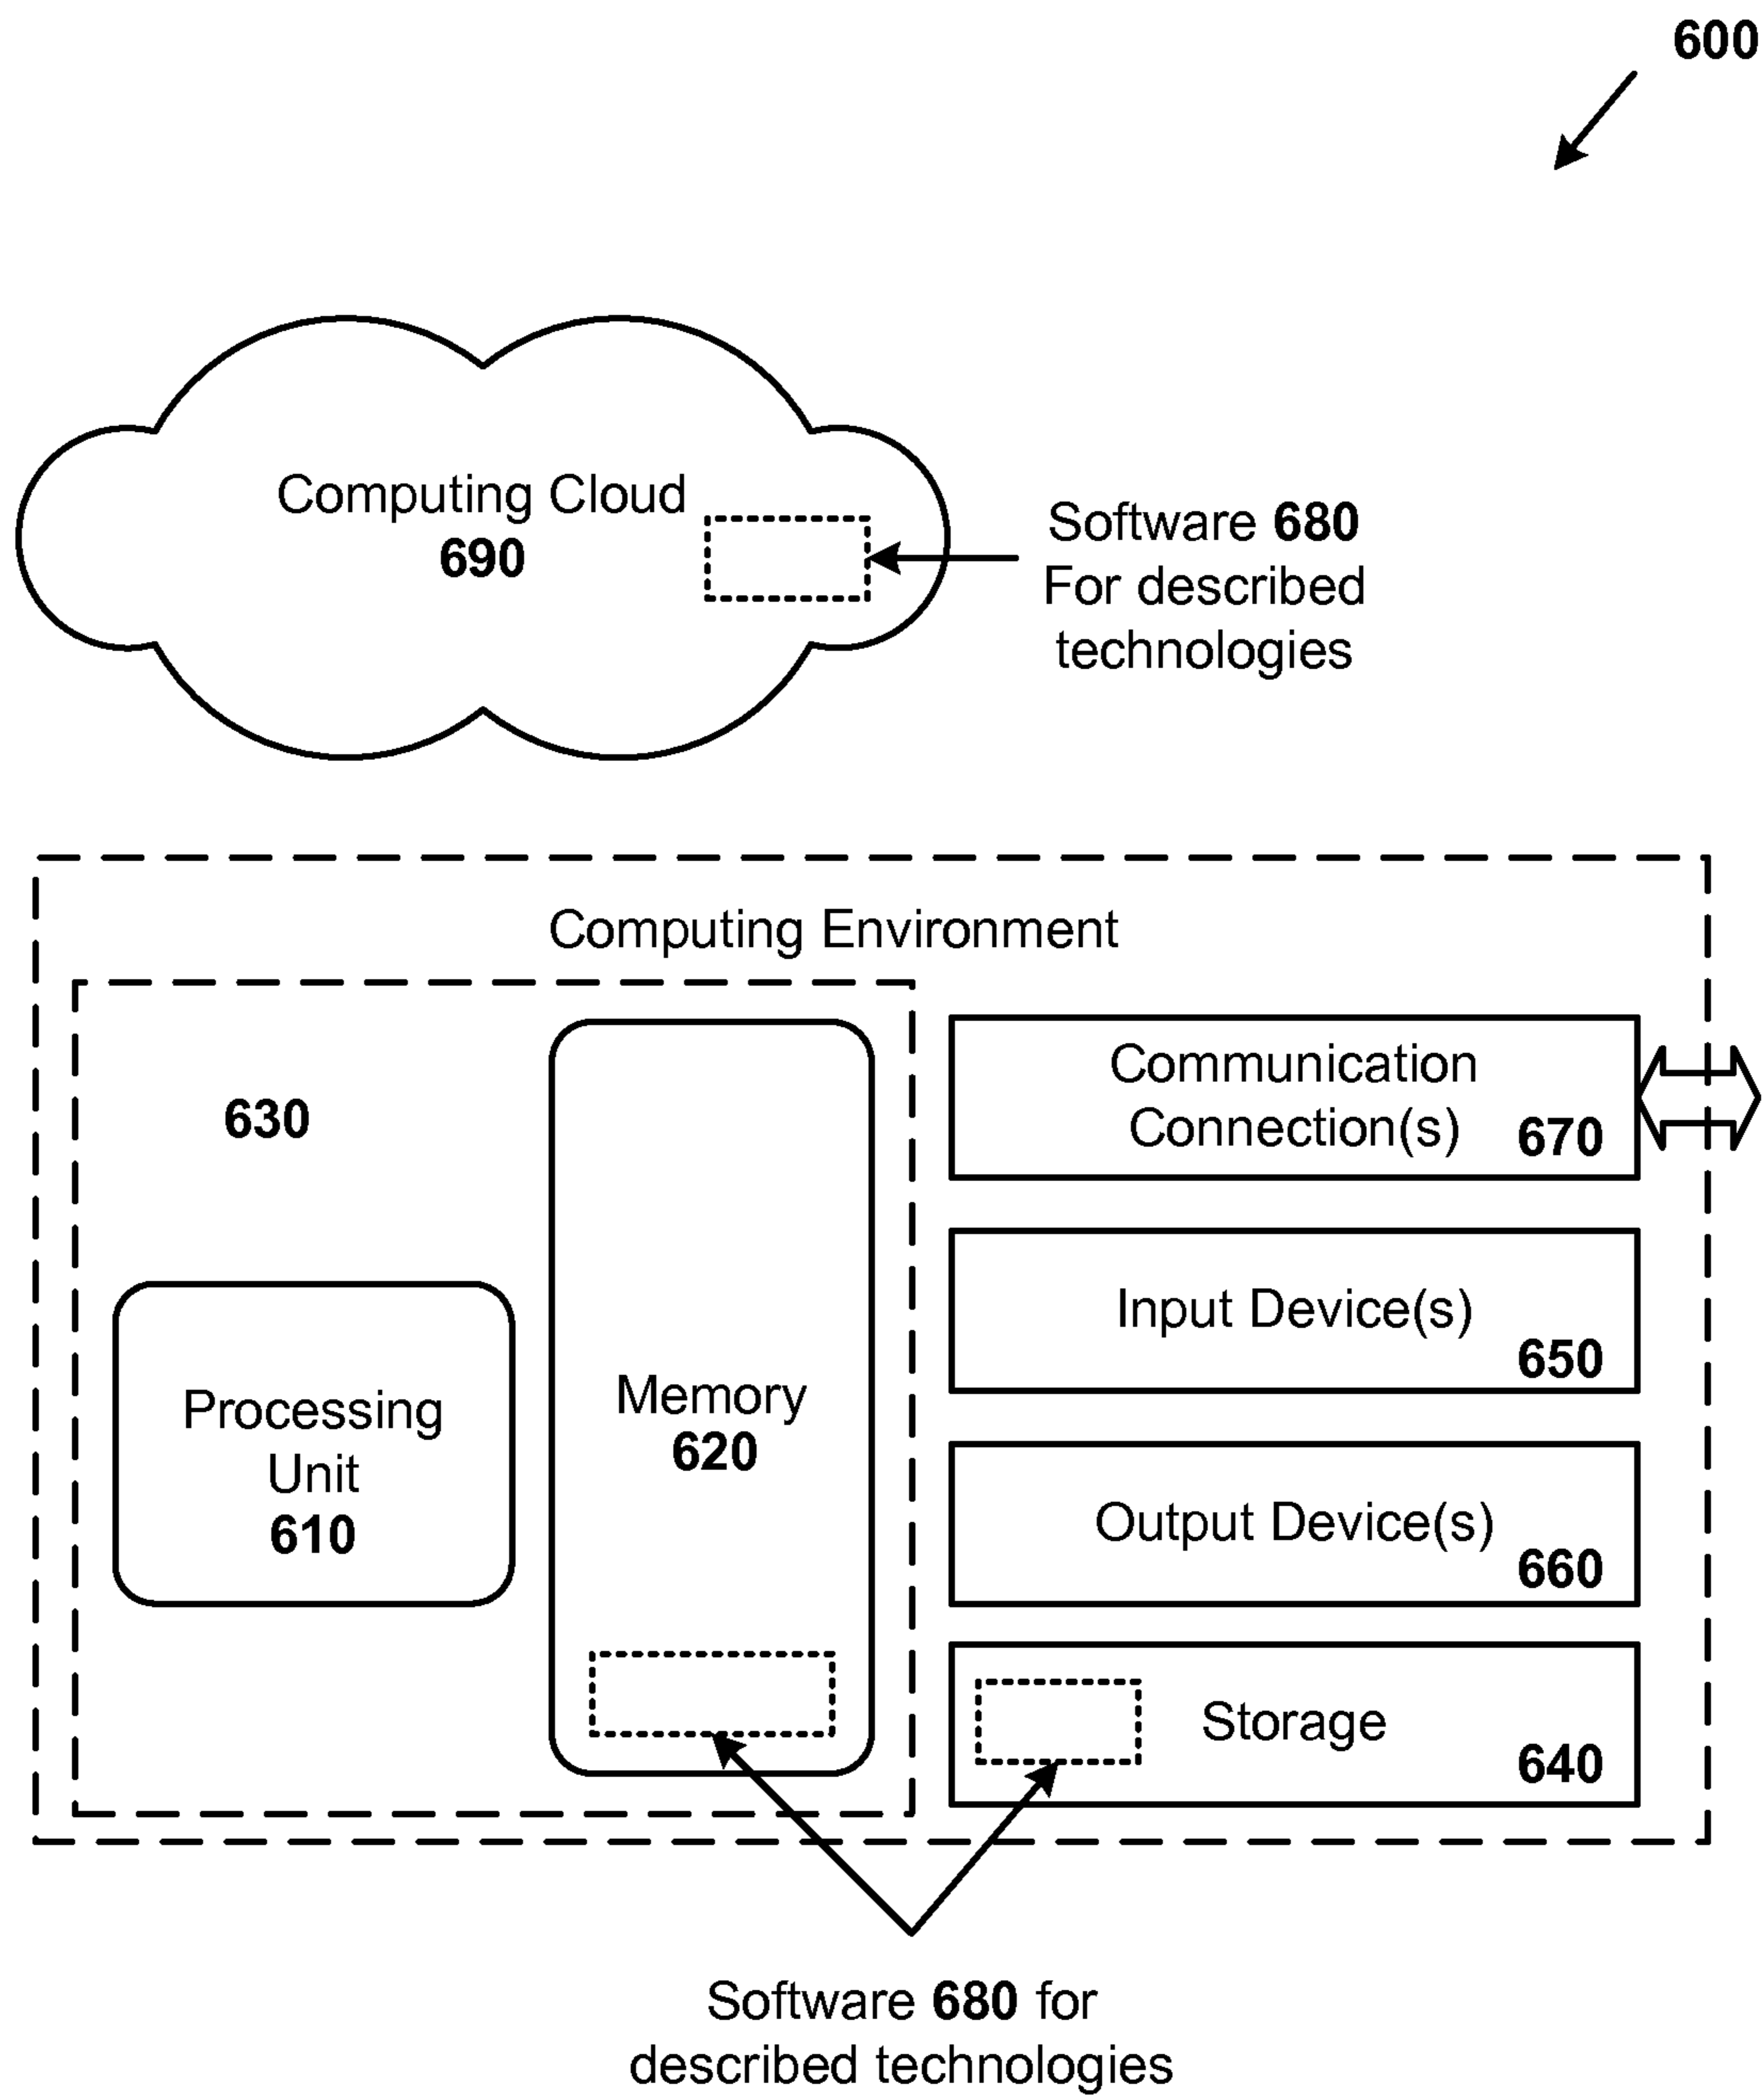 600
Computing Cloud
690
Software 680
For described
technologies
Computing Environment
630
Processing
Unit
610
Memory
620
Communication
Connection(s)
670
Input Device(s)
650
Output Device(s)
660
Storage
640
Software 680 for
described technologies